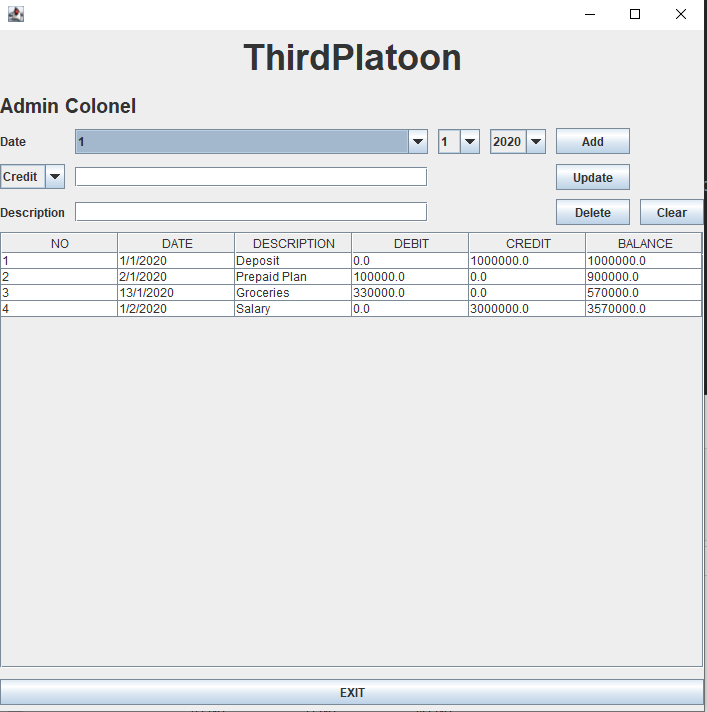 ThirdPlatoon
Admin Colonel
Date 1 1 2020 Add
Credit Update
Description Delete Clear
NO DATE DESCRIPTION DEBIT CREDIT BALANCE
1 1/1/2020 Deposit 0.0 1000000.0 1000000.0
2 2/1/2020 Prepaid Plan 100000.0 0.0 900000.0
3 13/1/2020 Groceries 330000.0 0.0 570000.0
4 1/2/2020 Salary 0.0 3000000.0 3570000.0
EXIT